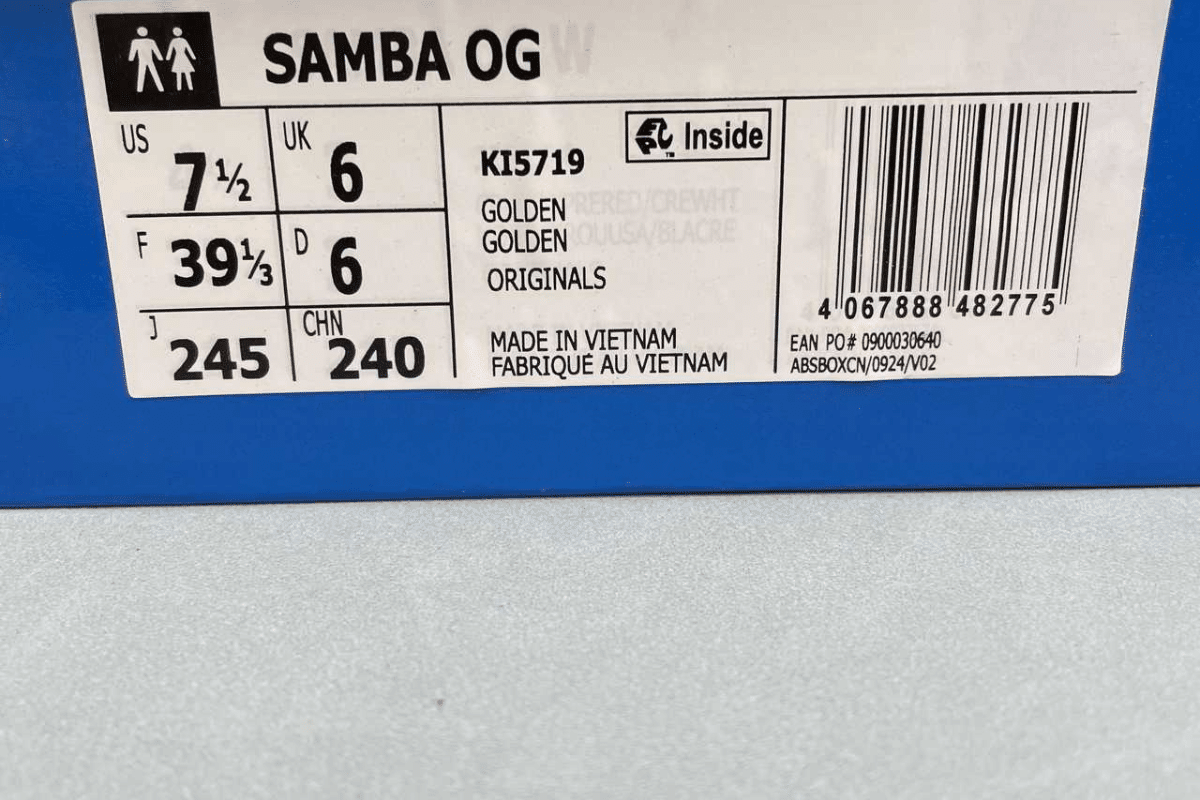 SAMBA OG W
US 7½ UK 6
F 39⅓ D 6
J 245 CHN 240
Inside
KI5719
GOLDEN
GOLDEN
ORIGINALS
MADE IN VIETNAM
FABRIQUÉ AU VIETNAM
4 067888 482775
EAN PO# 0900030640
ABSBOXCN/0924/V02